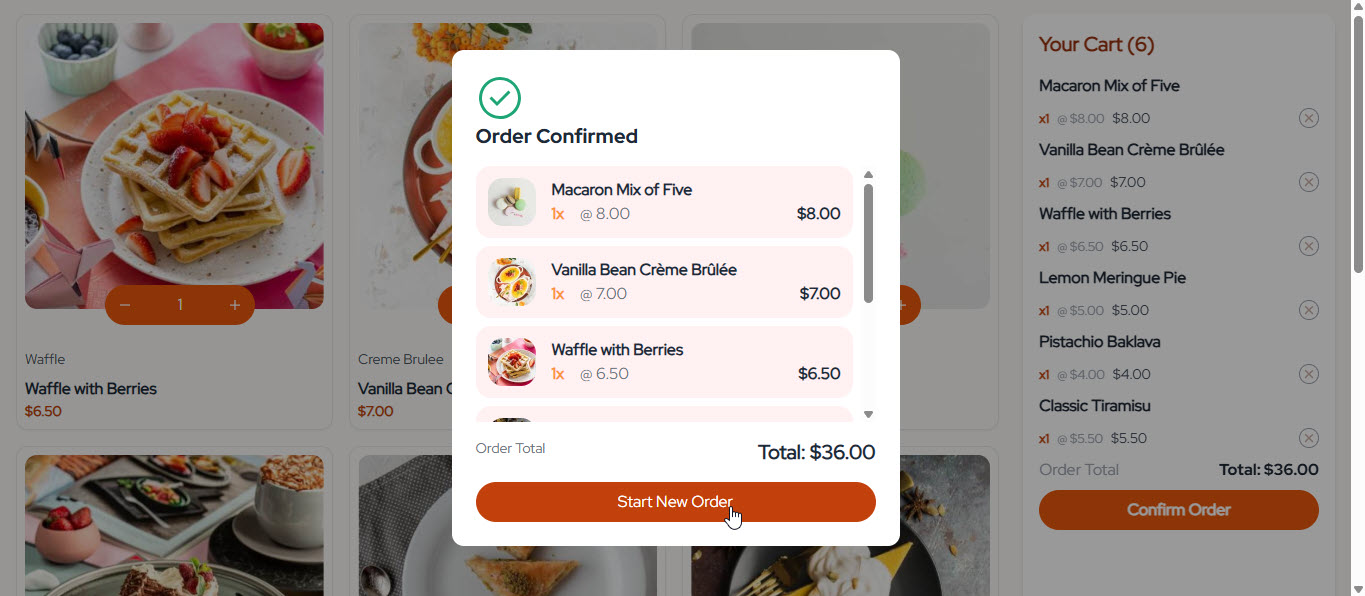 Waffle
Waffle with Berries
$6.50
− 1 +
Creme Brulee
Vanilla Bean C
$7.00
+
Order Confirmed
Macaron Mix of Five
1x @ 8.00 $8.00
Vanilla Bean Crème Brûlée
1x @ 7.00 $7.00
Waffle with Berries
1x @ 6.50 $6.50
Order Total Total: $36.00
Start New Order
Your Cart (6)
Macaron Mix of Five
x1 @ $8.00 $8.00
Vanilla Bean Crème Brûlée
x1 @ $7.00 $7.00
Waffle with Berries
x1 @ $6.50 $6.50
Lemon Meringue Pie
x1 @ $5.00 $5.00
Pistachio Baklava
x1 @ $4.00 $4.00
Classic Tiramisu
x1 @ $5.50 $5.50
Order Total Total: $36.00
Confirm Order